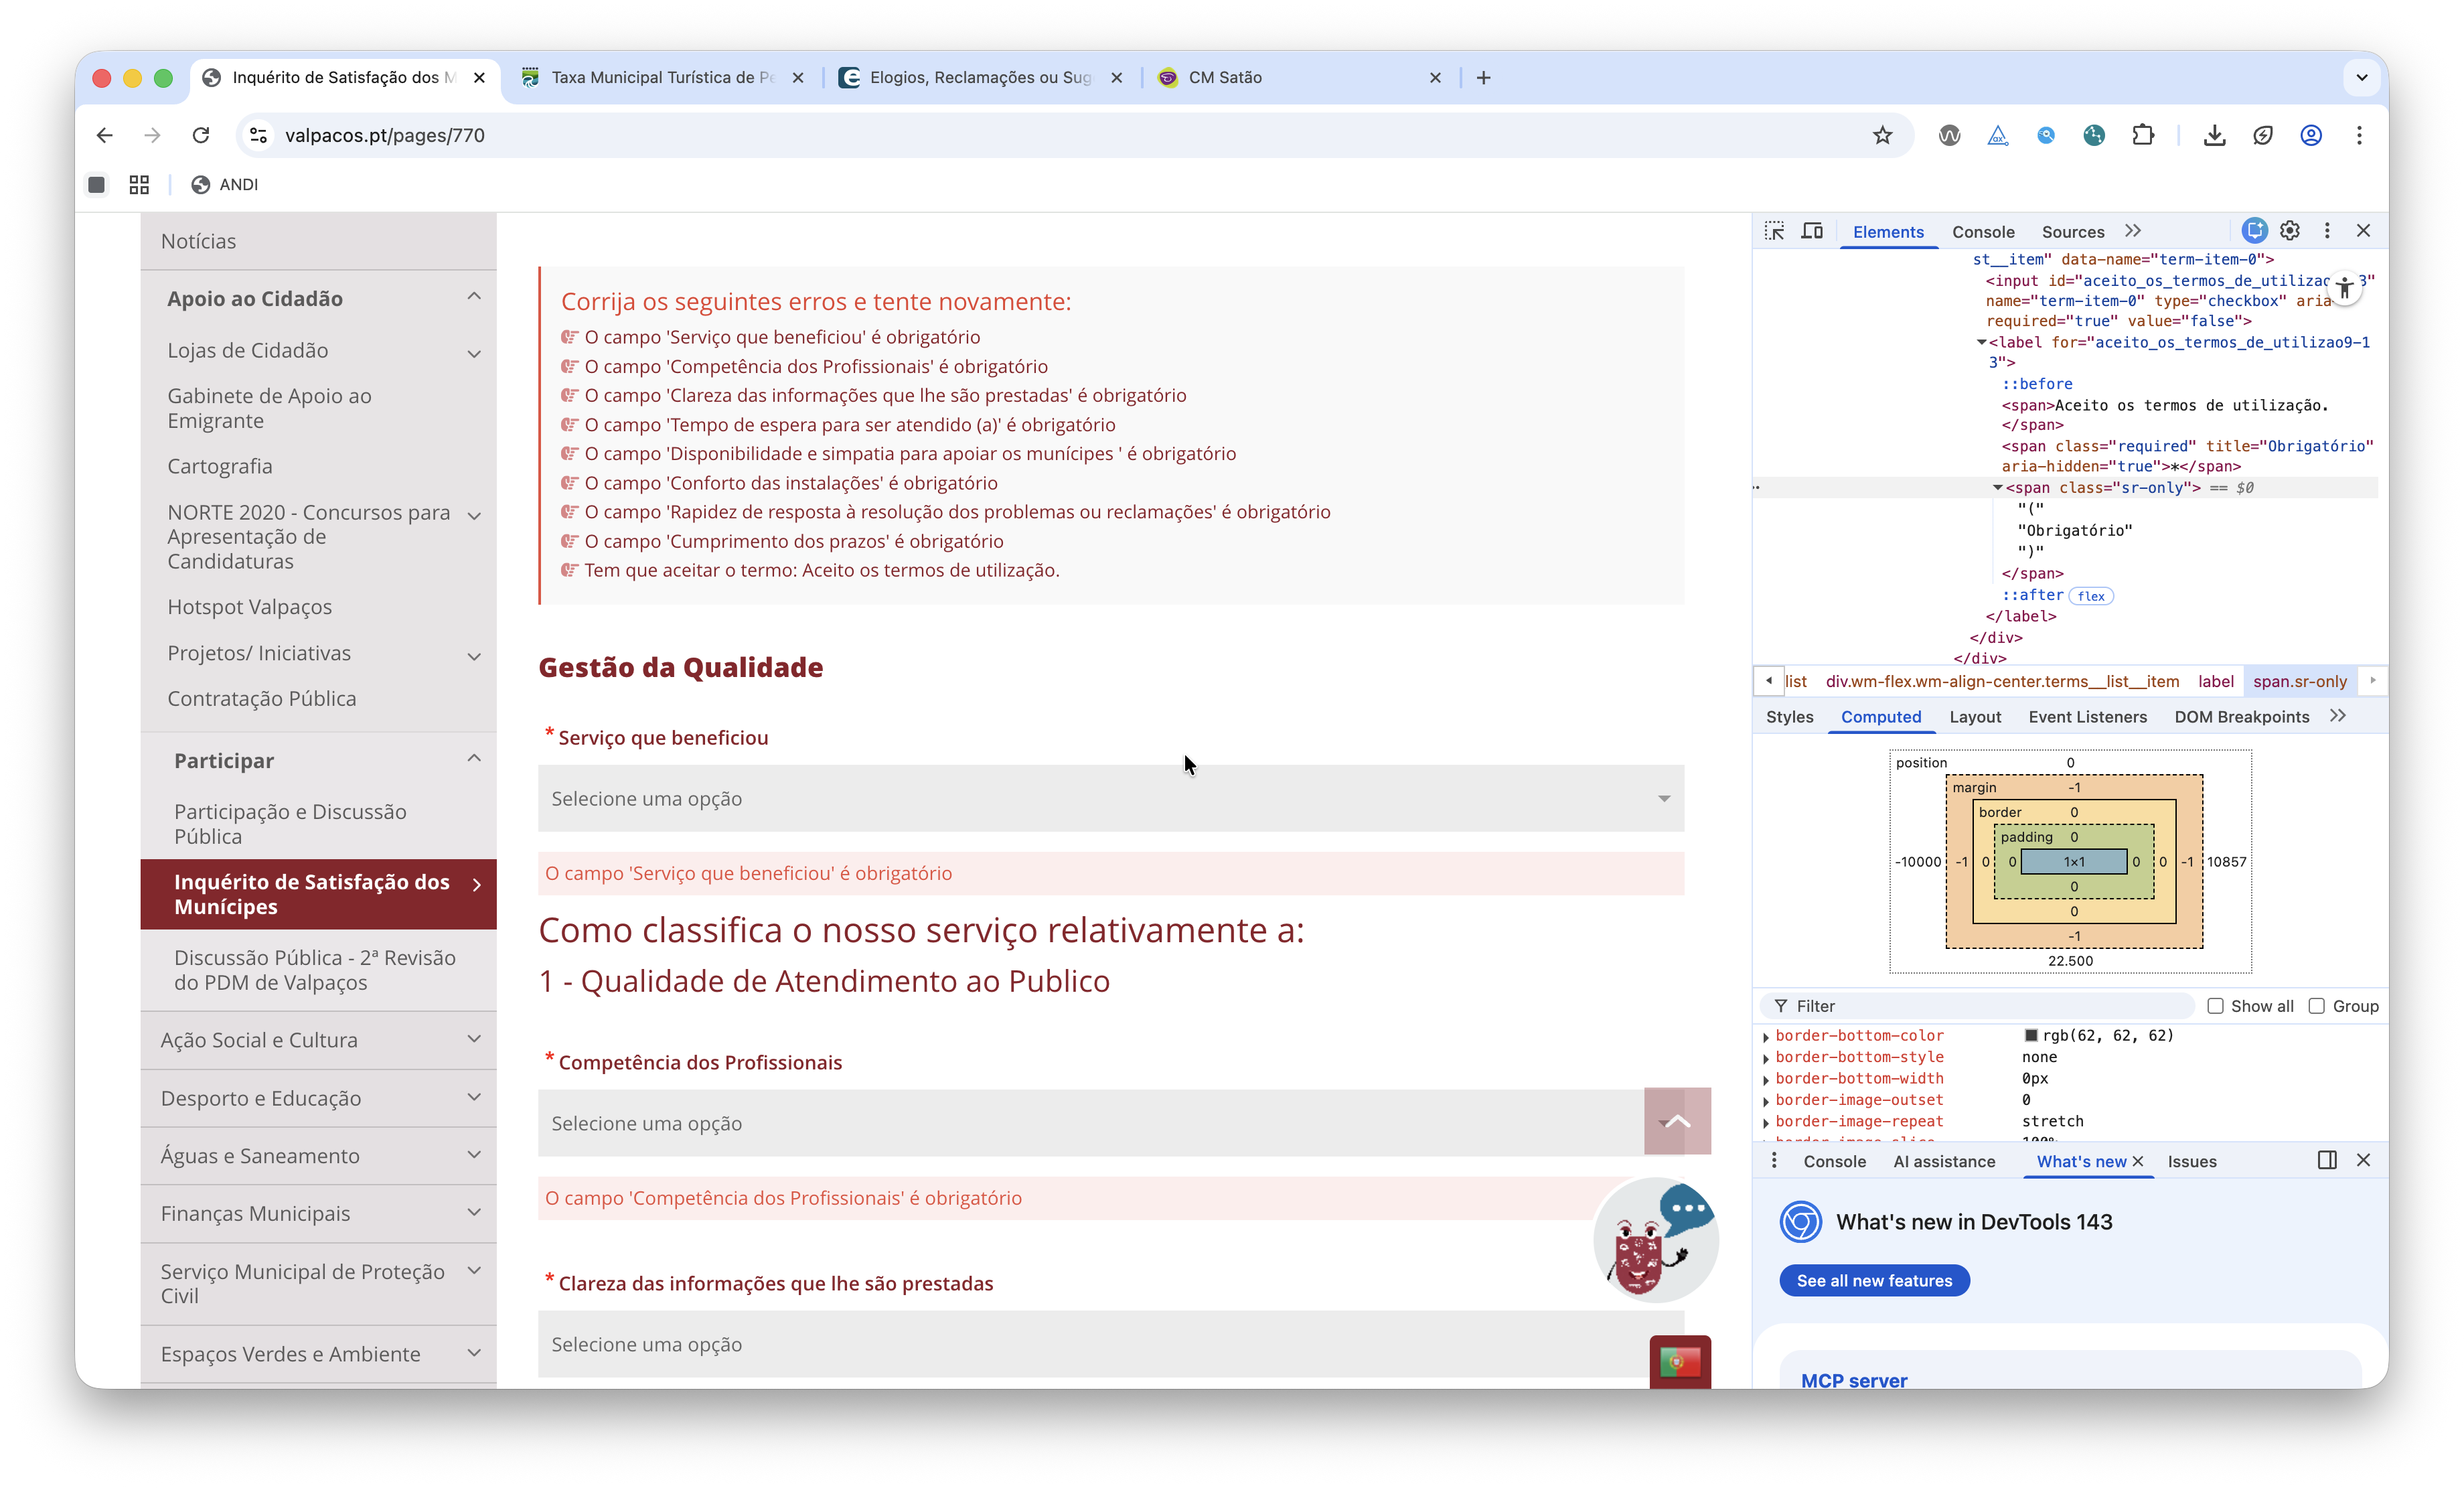 Inquérito de Satisfação dos M
Taxa Municipal Turística de Pe
Elogios, Reclamações ou Sug
CM Satão
valpacos.pt/pages/770
ANDI
Notícias
Apoio ao Cidadão
Lojas de Cidadão
Gabinete de Apoio ao
Emigrante
Cartografia
NORTE 2020 - Concursos para
Apresentação de
Candidaturas
Hotspot Valpaços
Projetos/ Iniciativas
Contratação Pública
Participar
Participação e Discussão
Pública
Inquérito de Satisfação dos
Munícipes
Discussão Pública - 2ª Revisão
do PDM de Valpaços
Ação Social e Cultura
Desporto e Educação
Águas e Saneamento
Finanças Municipais
Serviço Municipal de Proteção
Civil
Espaços Verdes e Ambiente
Corrija os seguintes erros e tente novamente:
O campo 'Serviço que beneficiou' é obrigatório
O campo 'Competência dos Profissionais' é obrigatório
O campo 'Clareza das informações que lhe são prestadas' é obrigatório
O campo 'Tempo de espera para ser atendido (a)' é obrigatório
O campo 'Disponibilidade e simpatia para apoiar os munícipes ' é obrigatório
O campo 'Conforto das instalações' é obrigatório
O campo 'Rapidez de resposta à resolução dos problemas ou reclamações' é obrigatório
O campo 'Cumprimento dos prazos' é obrigatório
Tem que aceitar o termo: Aceito os termos de utilização.
Gestão da Qualidade
* Serviço que beneficiou
Selecione uma opção
O campo 'Serviço que beneficiou' é obrigatório
Como classifica o nosso serviço relativamente a:
1 - Qualidade de Atendimento ao Publico
* Competência dos Profissionais
Selecione uma opção
O campo 'Competência dos Profissionais' é obrigatório
* Clareza das informações que lhe são prestadas
Selecione uma opção
Elements
Console
Sources
st__item" data-name="term-item-0">
<input id="aceito_os_termos_de_utilizao 3"
name="term-item-0" type="checkbox" aria
required="true" value="false">
<label for="aceito_os_termos_de_utilizao9-1
3">
::before
<span>Aceito os termos de utilização.
</span>
<span class="required" title="Obrigatório"
aria-hidden="true">*</span>
<span class="sr-only"> == $0
"("
"Obrigatório"
")"
</span>
::after flex
</label>
</div>
</div>
list div.wm-flex.wm-align-center.terms__list__item label span.sr-only
Styles Computed Layout Event Listeners DOM Breakpoints
position 0
margin -1
border 0
padding 0
-10000 -1 0 0 1×1 0 0 -1 10857
0
0
-1
22.500
Filter Show all Group
border-bottom-color rgb(62, 62, 62)
border-bottom-style none
border-bottom-width 0px
border-image-outset 0
border-image-repeat stretch
border-image-slice 100%
Console AI assistance What's new Issues
What's new in DevTools 143
See all new features
MCP server